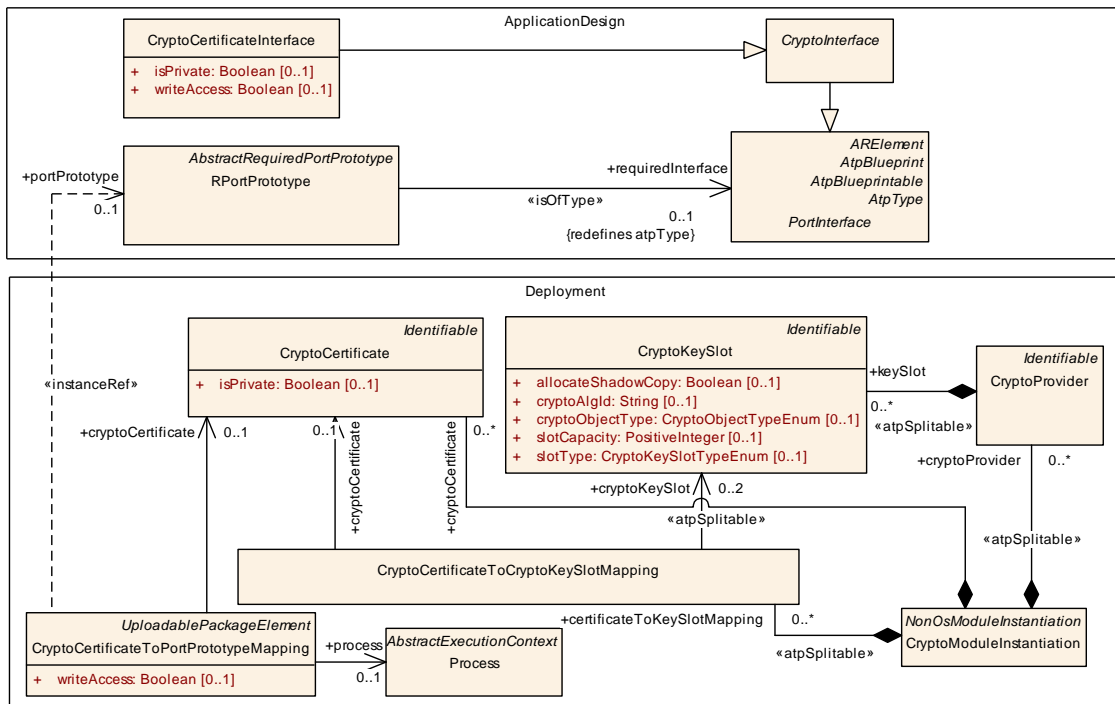 ApplicationDesign
CryptoCertificateInterface
+ isPrivate: Boolean [0..1]
+ writeAccess: Boolean [0..1]
CryptoInterface
AbstractRequiredPortPrototype
RPortPrototype
+portPrototype
0..1
+requiredInterface
«isOfType»
0..1
{redefines atpType}
ARElement
AtpBlueprint
AtpBlueprintable
AtpType
PortInterface
Deployment
«instanceRef»
Identifiable
CryptoCertificate
+ isPrivate: Boolean [0..1]
Identifiable
CryptoKeySlot
+ allocateShadowCopy: Boolean [0..1]
+ cryptoAlgId: String [0..1]
+ cryptoObjectType: CryptoObjectTypeEnum [0..1]
+ slotCapacity: PositiveInteger [0..1]
+ slotType: CryptoKeySlotTypeEnum [0..1]
+keySlot
0..*
«atpSplitable»
Identifiable
CryptoProvider
+cryptoCertificate
0..1
0..1
+cryptoCertificate
0..*
+cryptoCertificate
+cryptoKeySlot
0..2
«atpSplitable»
+cryptoProvider
0..*
«atpSplitable»
CryptoCertificateToCryptoKeySlotMapping
+certificateToKeySlotMapping
0..*
«atpSplitable»
UploadablePackageElement
CryptoCertificateToPortPrototypeMapping
+ writeAccess: Boolean [0..1]
+process
0..1
AbstractExecutionContext
Process
NonOsModuleInstantiation
CryptoModuleInstantiation